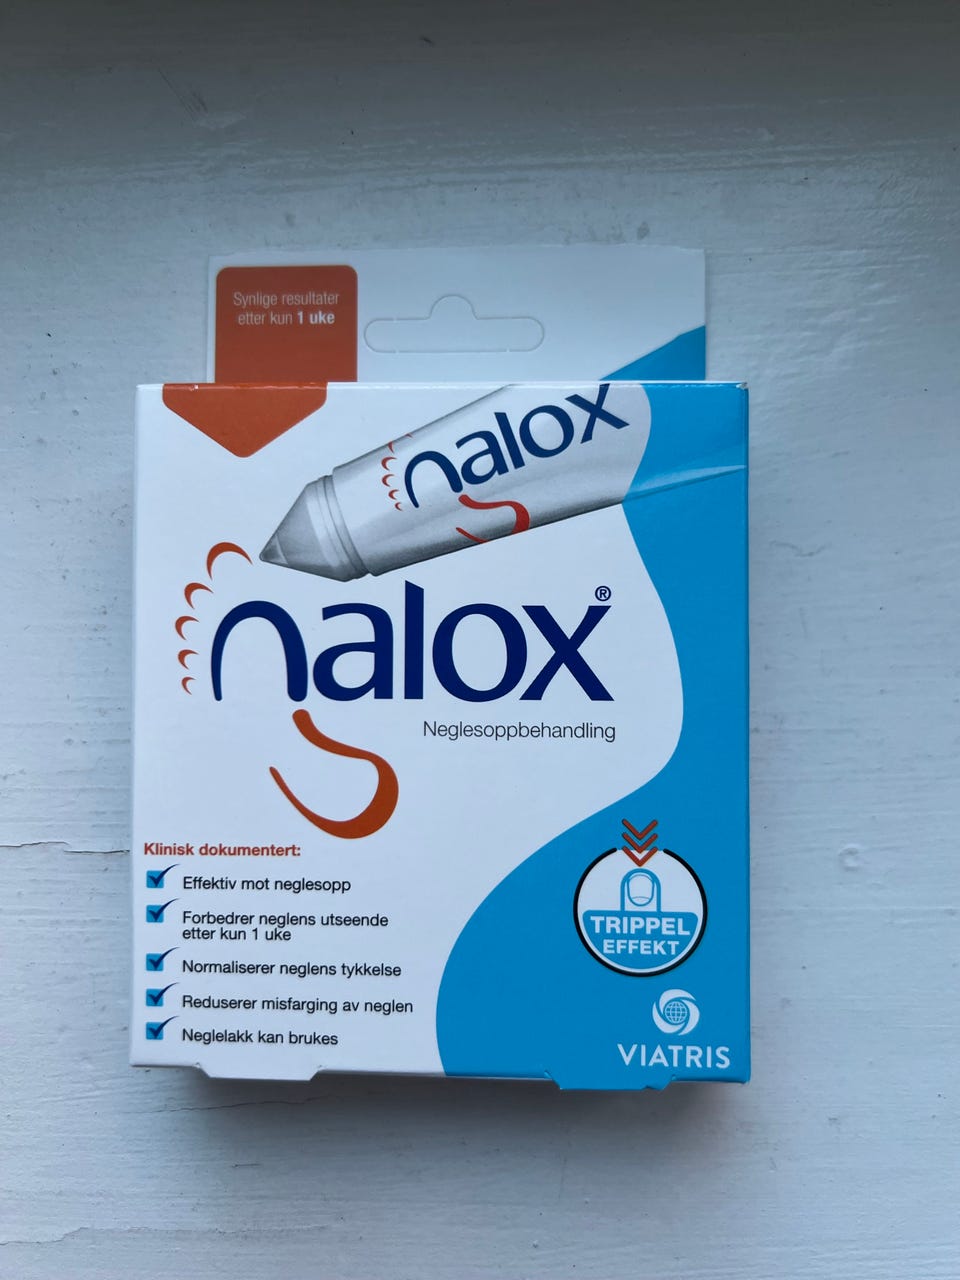 Synlige resultater
etter kun 1 uke
nalox
nalox®
Neglesoppbehandling
Klinisk dokumentert:
Effektiv mot neglesopp
Forbedrer neglens utseende
etter kun 1 uke
Normaliserer neglens tykkelse
Reduserer misfarging av neglen
Neglelakk kan brukes
TRIPPEL
EFFEKT
VIATRIS